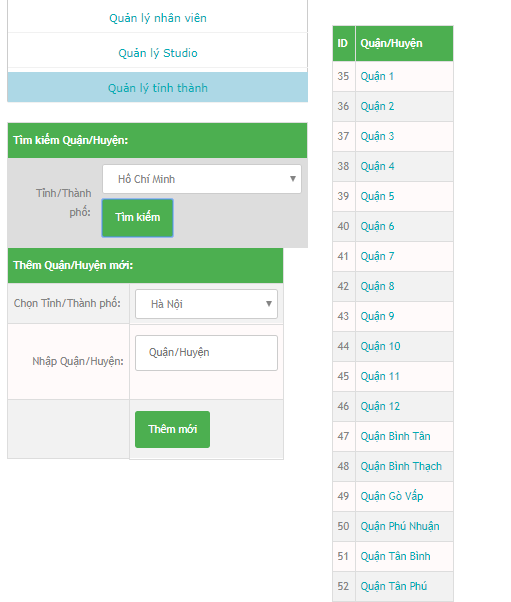 Quản lý nhân viên
Quản lý Studio
Quản lý tỉnh thành
Tìm kiếm Quận/Huyện:
Tỉnh/Thành
phố:
Hồ Chí Minh
Tìm kiếm
Thêm Quận/Huyện mới:
Chọn Tỉnh/Thành phố:
Hà Nội
Nhập Quận/Huyện:
Quận/Huyện
Thêm mới
ID Quận/Huyện
35 Quận 1
36 Quận 2
37 Quận 3
38 Quận 4
39 Quận 5
40 Quận 6
41 Quận 7
42 Quận 8
43 Quận 9
44 Quận 10
45 Quận 11
46 Quận 12
47 Quận Bình Tân
48 Quận Bình Thạch
49 Quận Gò Vấp
50 Quận Phú Nhuận
51 Quận Tân Bình
52 Quận Tân Phú